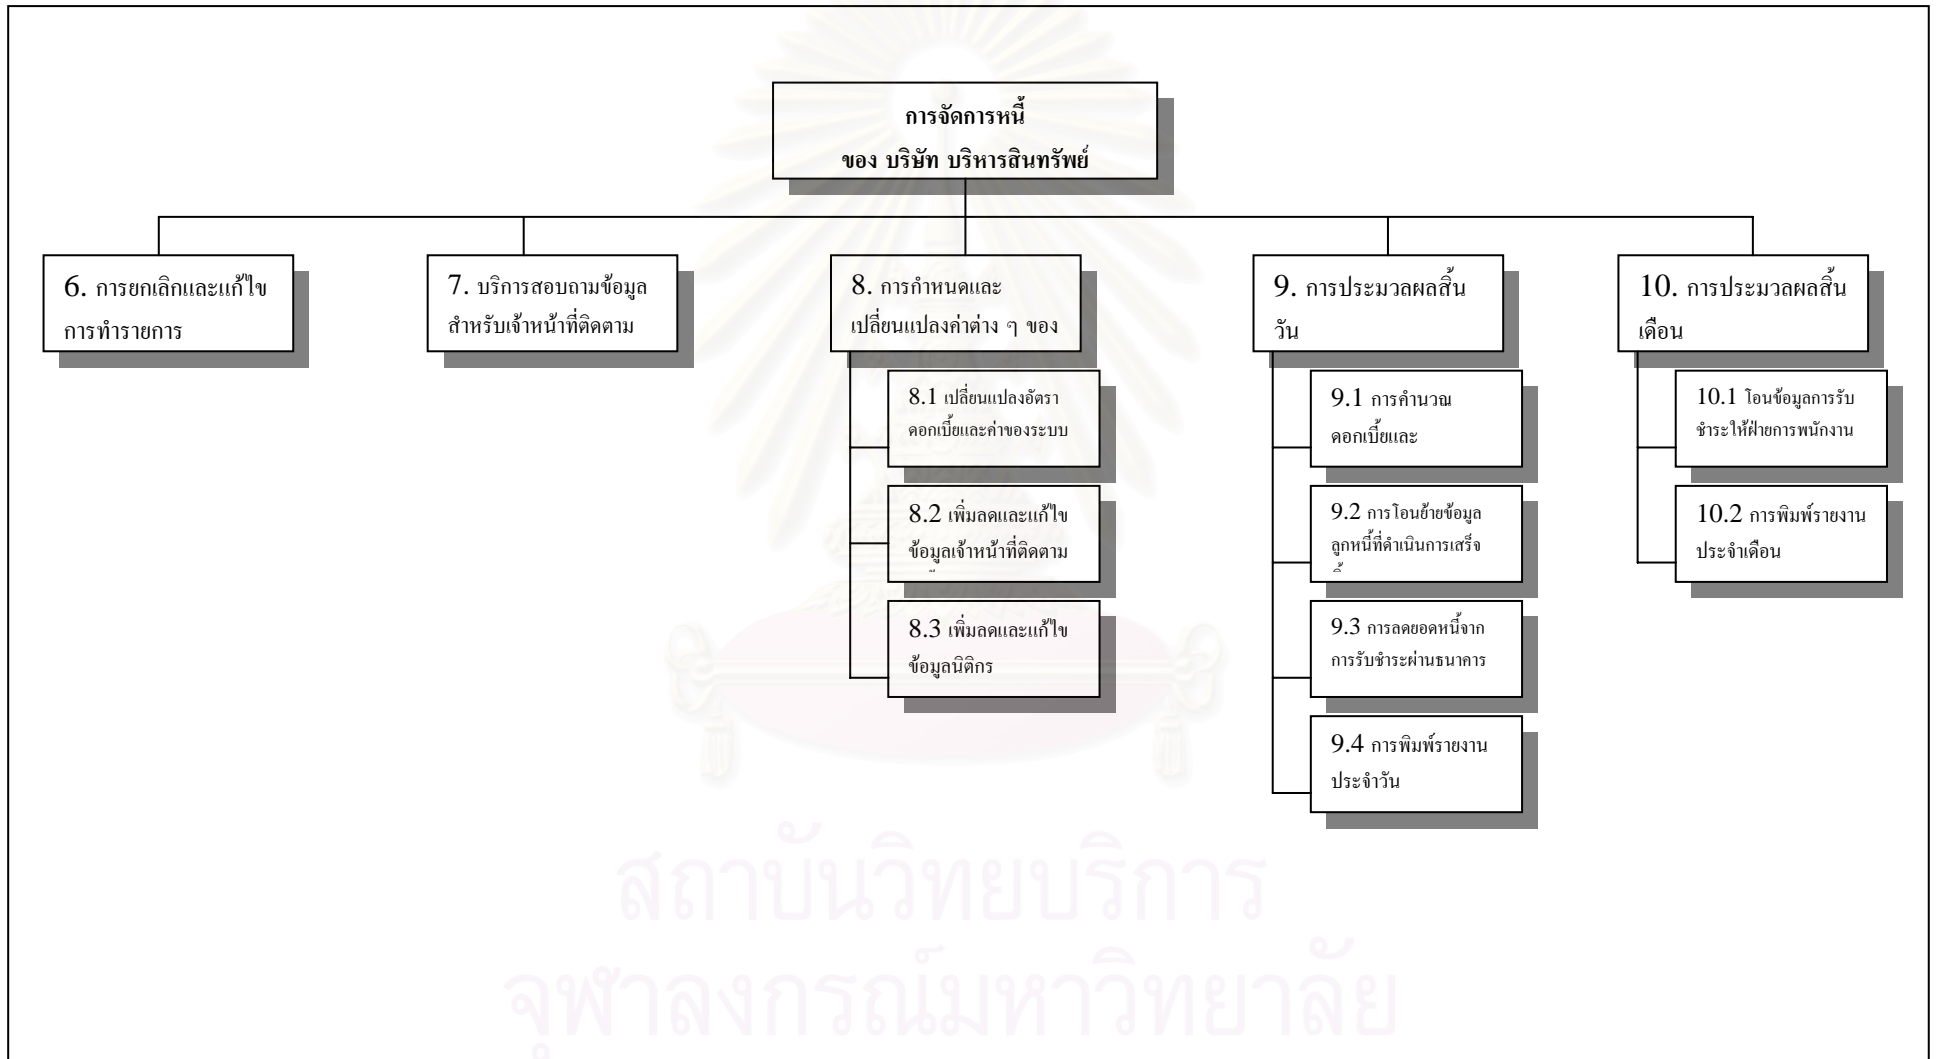 การจัดการหนี้
ของ บริษัท บริหารสินทรัพย์
6. การยกเลิกและแก้ไข
การทำรายการ
7. บริการสอบถามข้อมูล
สำหรับเจ้าหน้าที่ติดตาม
8. การกำหนดและ
เปลี่ยนแปลงค่าต่าง ๆ ของ
8.1 เปลี่ยนแปลงอัตรา
ดอกเบี้ยและค่าของระบบ
8.2 เพิ่มลดและแก้ไข
ข้อมูลเจ้าหน้าที่ติดตาม
8.3 เพิ่มลดและแก้ไข
ข้อมูลนิติกร
9. การประมวลผลสิ้น
วัน
9.1 การคำนวณ
ดอกเบี้ยและ
9.2 การโอนย้ายข้อมูล
ลูกหนี้ที่ดำเนินการเสร็จ
9.3 การลดยอดหนี้จาก
การรับชำระผ่านธนาคาร
9.4 การพิมพ์รายงาน
ประจำวัน
10. การประมวลผลสิ้น
เดือน
10.1 โอนข้อมูลการรับ
ชำระให้ฝ่ายการพนักงาน
10.2 การพิมพ์รายงาน
ประจำเดือน
สถาบันวิทยบริการ
จุฬาลงกรณ์มหาวิทยาลัย